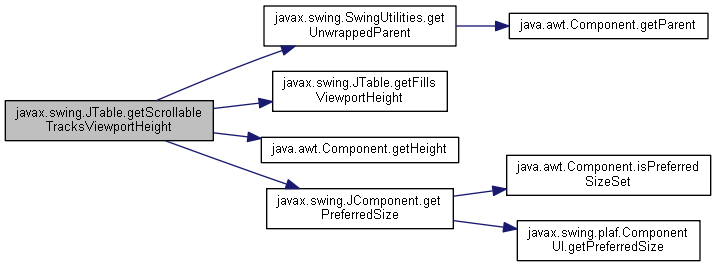 javax.swing.SwingUtilities.get
UnwrappedParent
java.awt.Component.getParent
javax.swing.JTable.getFills
ViewportHeight
javax.swing.JTable.getScrollable
TracksViewportHeight
java.awt.Component.getHeight
java.awt.Component.isPreferred
SizeSet
javax.swing.JComponent.get
PreferredSize
javax.swing.plaf.Component
UI.getPreferredSize